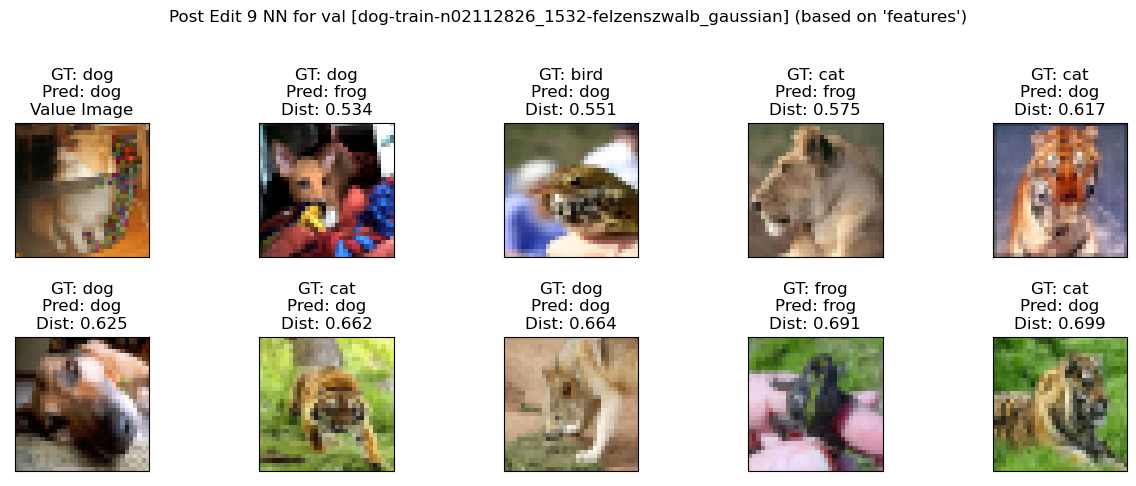 Post Edit 9 NN for val [dog-train-n02112826_1532-felzenszwalb_gaussian] (based on 'features')
GT: dog
Pred: dog
Value Image
GT: dog
Pred: frog
Dist: 0.534
GT: bird
Pred: dog
Dist: 0.551
GT: cat
Pred: frog
Dist: 0.575
GT: cat
Pred: dog
Dist: 0.617
GT: dog
Pred: dog
Dist: 0.625
GT: cat
Pred: dog
Dist: 0.662
GT: dog
Pred: dog
Dist: 0.664
GT: frog
Pred: frog
Dist: 0.691
GT: cat
Pred: dog
Dist: 0.699